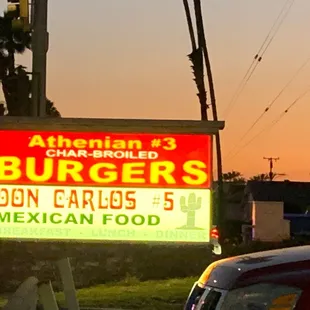 Athenian #3
CHAR-BROILED
BURGERS
DON CARLOS #5
MEXICAN FOOD
BREAKFAST - LUNCH - DINNER